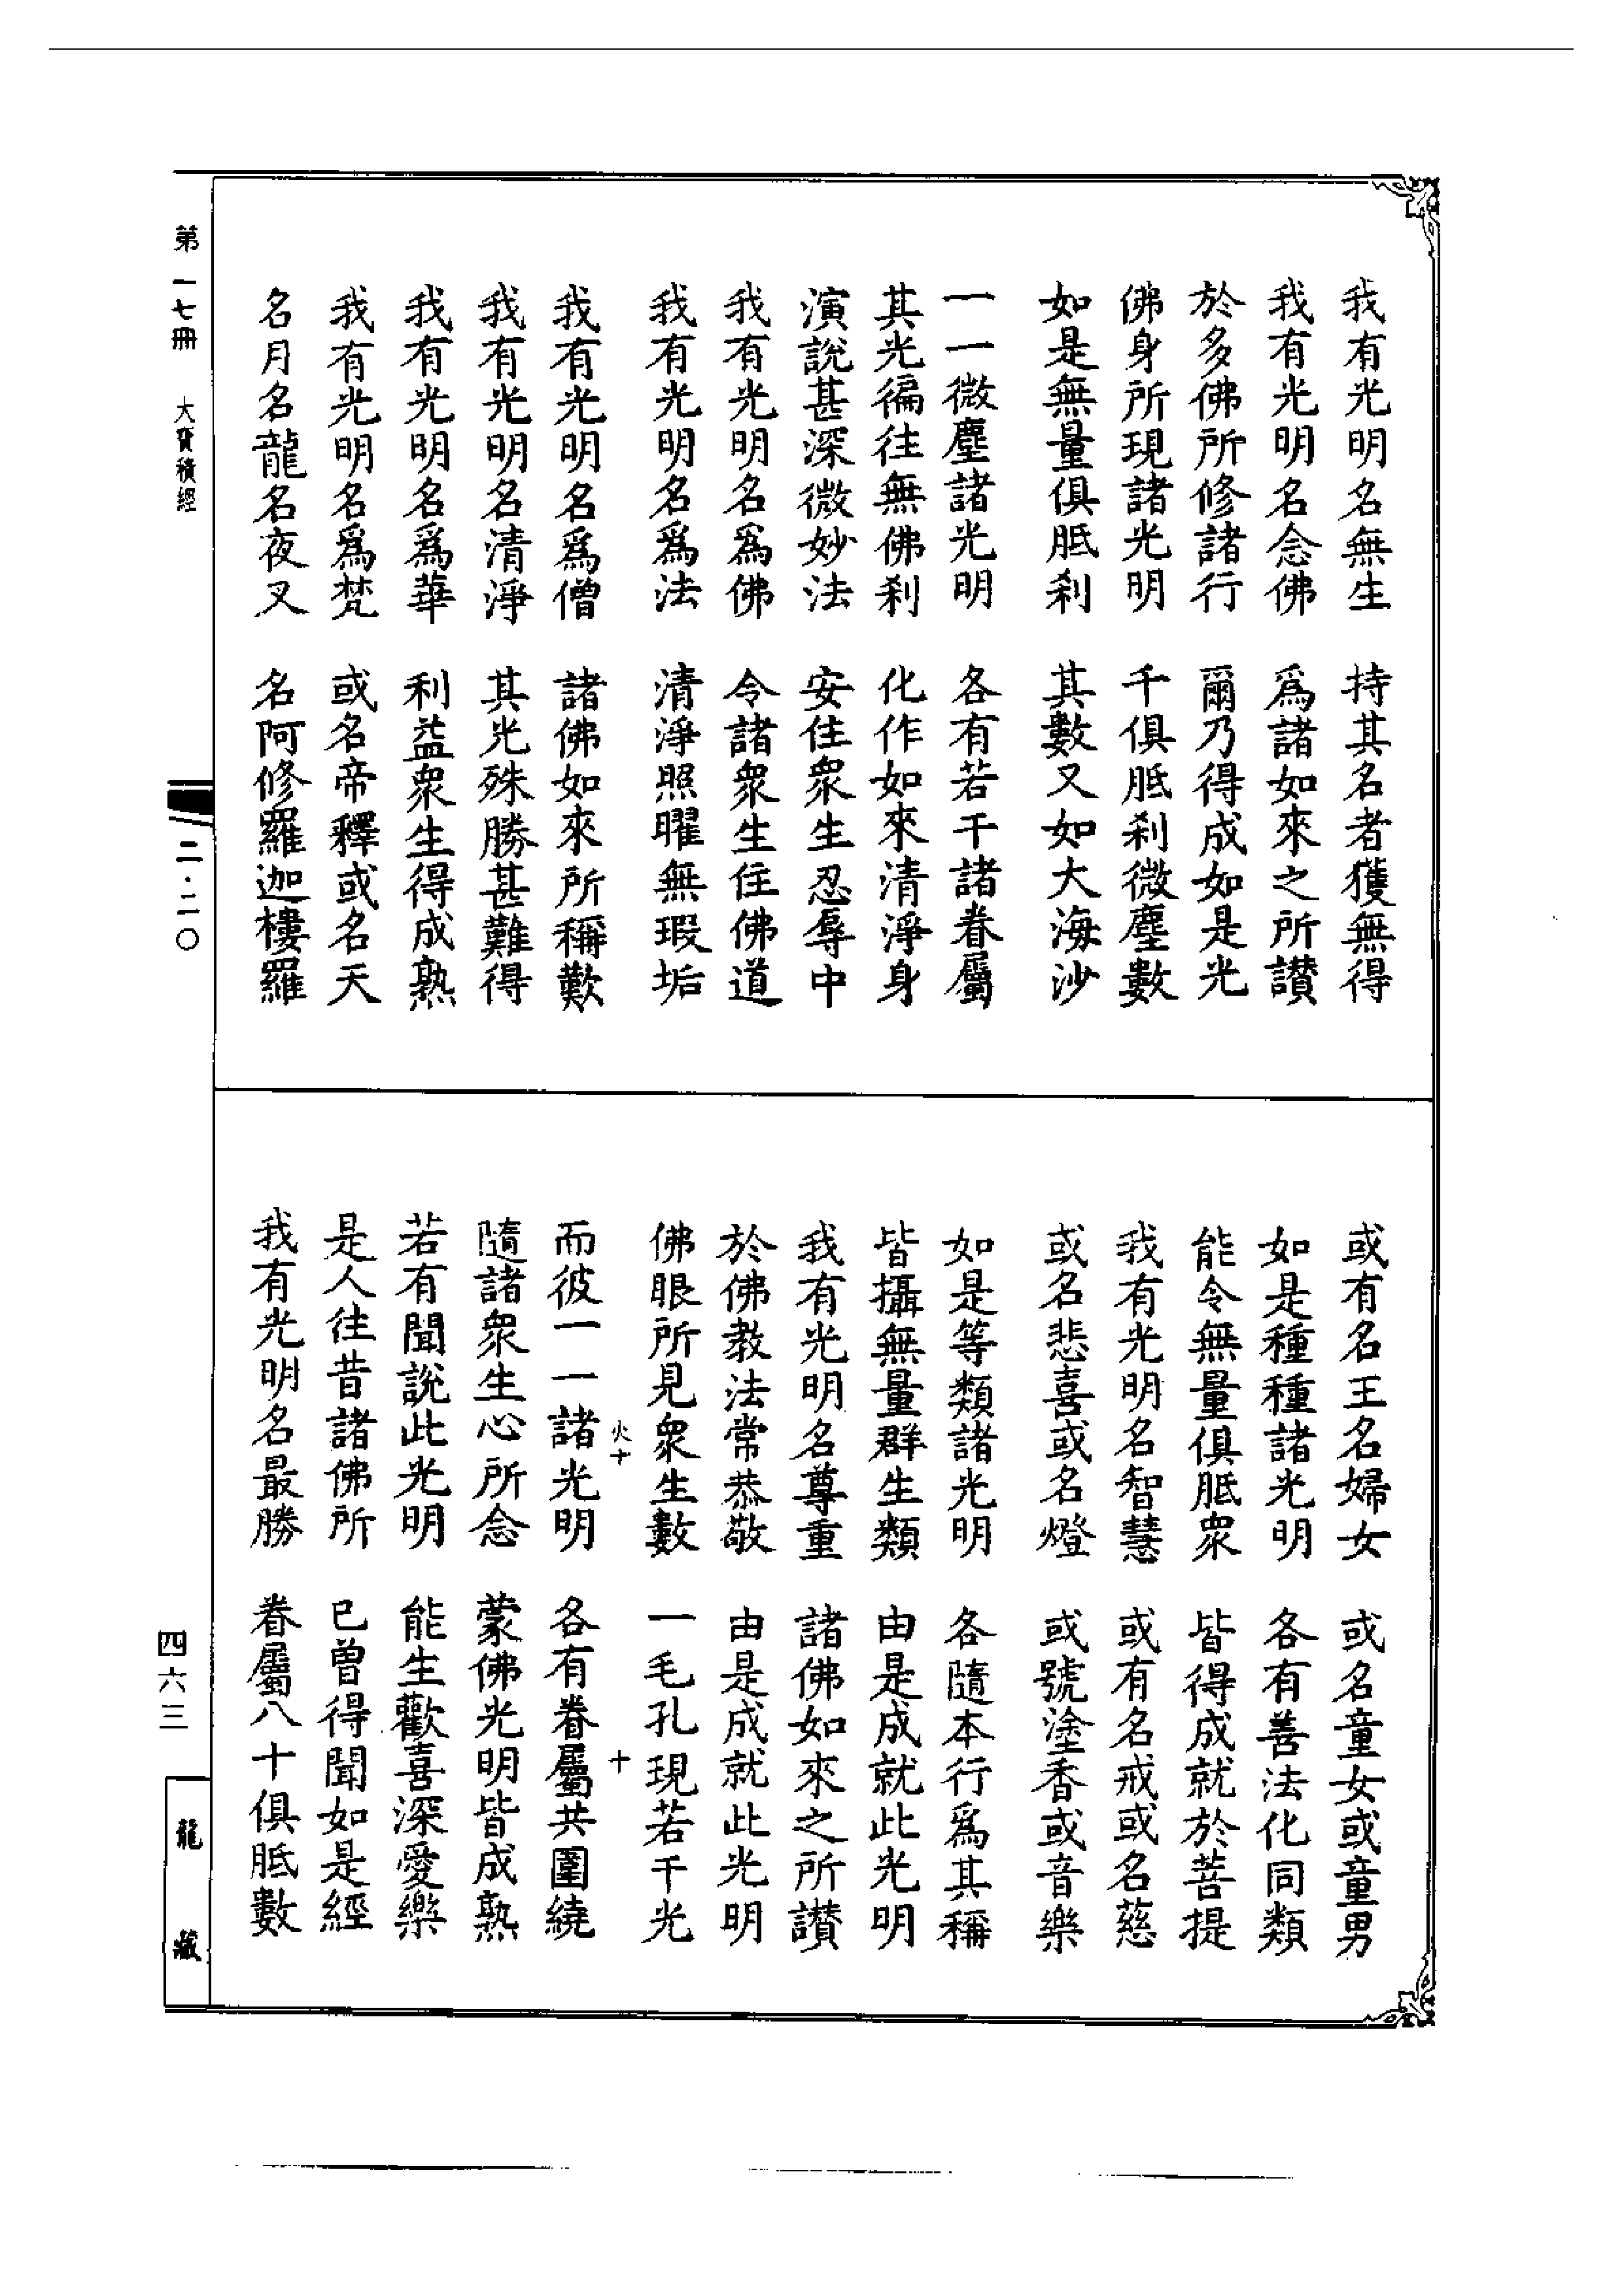 我有光明名無生　持其名者獲無得
我有光明名念佛　爲諸如來之所讃
於多佛所修諸行　爾乃得成如是光
佛身所現諸光明　千俱胝刹微塵數
如是無量俱胝刹　其數又如大海沙
一一微塵諸光明　各有若干諸眷屬
其光徧往無佛刹　化作如來清淨身
演說甚深微妙法　安住衆生忍辱中
我有光明名爲佛　令諸衆生住佛道
我有光明名爲法　清淨照曜無瑕垢
我有光明名爲僧　諸佛如來所稱歎
我有光明名清淨　其光殊勝甚難得
我有光明名爲華　利益衆生得成熟
我有光明名爲梵　或名帝釋或名天
名月名龍名夜叉　名阿修羅迦樓羅
或有名王名婦女　或名童女或童男
如是種種諸光明　各有善法化同類
能令無量俱胝衆　皆得成就於菩提
我有光明名智慧　或有名戒或名慈
或名悲喜或名燈　或號塗香或音樂
如是等類諸光明　各隨本行爲其稱
皆攝無量群生類　由是成就此光明
我有光明名尊重　諸佛如來之所讃
於佛教法常恭敬　由是成就此光明
佛眼所見衆生數　一毛孔現若干光
火十　十
而彼一一諸光明　各有眷屬共圍繞
隨諸衆生心所念　蒙佛光明皆成熟
若有聞說此光明　能生歡喜深愛樂
是人往昔諸佛所　已曾得聞如是經
我有光明名最勝　眷屬八十俱胝數
第一七冊　大寶積經
二·二〇
四六三
龍藏